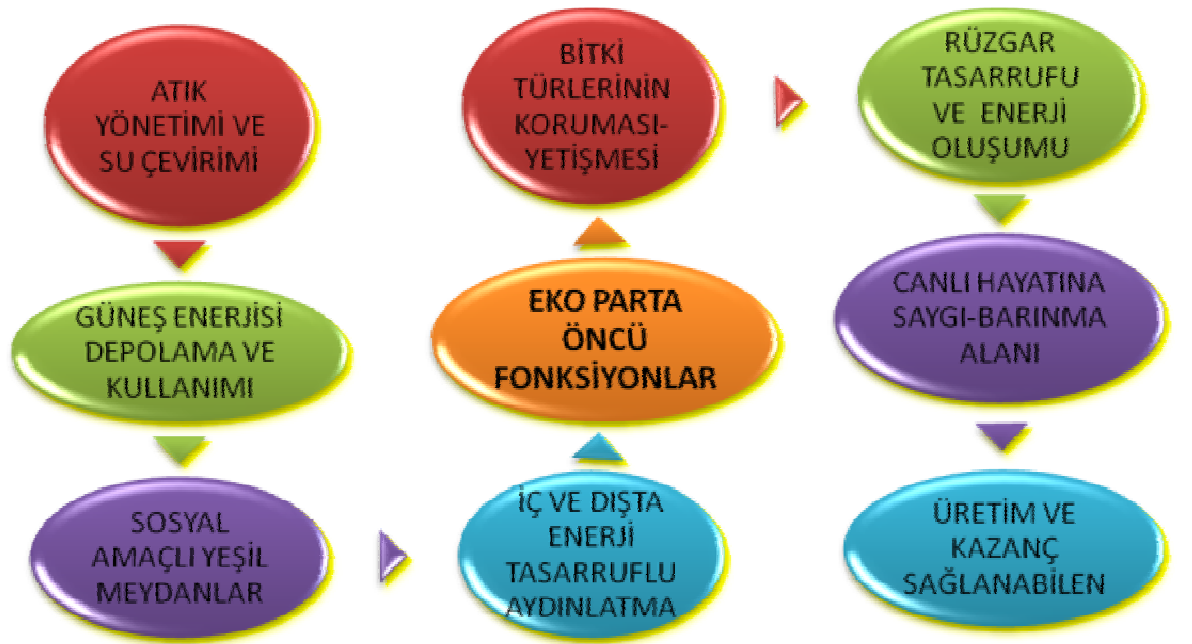 ATIK
YÖNETİMİ VE
SU ÇEVİRİMİ
GÜNEŞ ENERJİSİ
DEPOLAMA VE
KULLANIMI
SOSYAL
AMAÇLI YEŞİL
MEYDANLAR
İÇ VE DIŞTA
ENERJİ
TASARRUFLU
AYDINLATMA
EKO PARTA
ÖNCÜ
FONKSİYONLAR
BİTKİ
TÜRLERİNİN
KORUMASI-
YETİŞMESİ
RÜZGAR
TASARRUFU
VE ENERJİ
OLUŞUMU
CANLI HAYATINA
SAYGI-BARINMA
ALANI
ÜRETİM VE
KAZANÇ
SAĞLANABİLEN